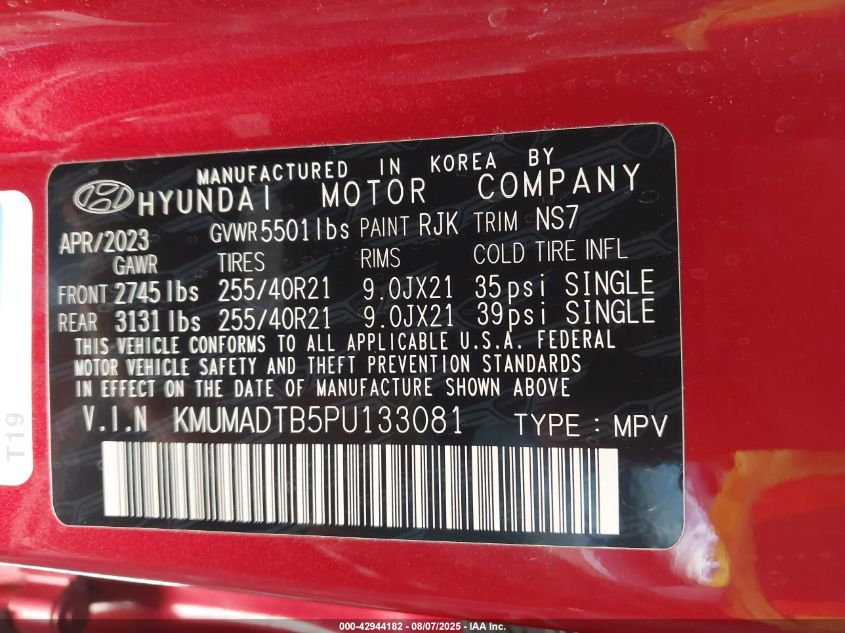 MANUFACTURED IN KOREA BY
HYUNDAI MOTOR COMPANY
APR/2023 GVWR 5501lbs PAINT RJK TRIM NS7
GAWR TIRES RIMS COLD TIRE INFL
FRONT 2745lbs 255/40R21 9.0JX21 35psi SINGLE
REAR 3131lbs 255/40R21 9.0JX21 39psi SINGLE
THIS VEHICLE CONFORMS TO ALL APPLICABLE U.S.A. FEDERAL
MOTOR VEHICLE SAFETY AND THEFT PREVENTION STANDARDS
IN EFFECT ON THE DATE OF MANUFACTURE SHOWN ABOVE
V.I.N KMUMADTB5PU133081 TYPE : MPV
T19
000-42944182 - 08/07/2025 - IAA Inc.